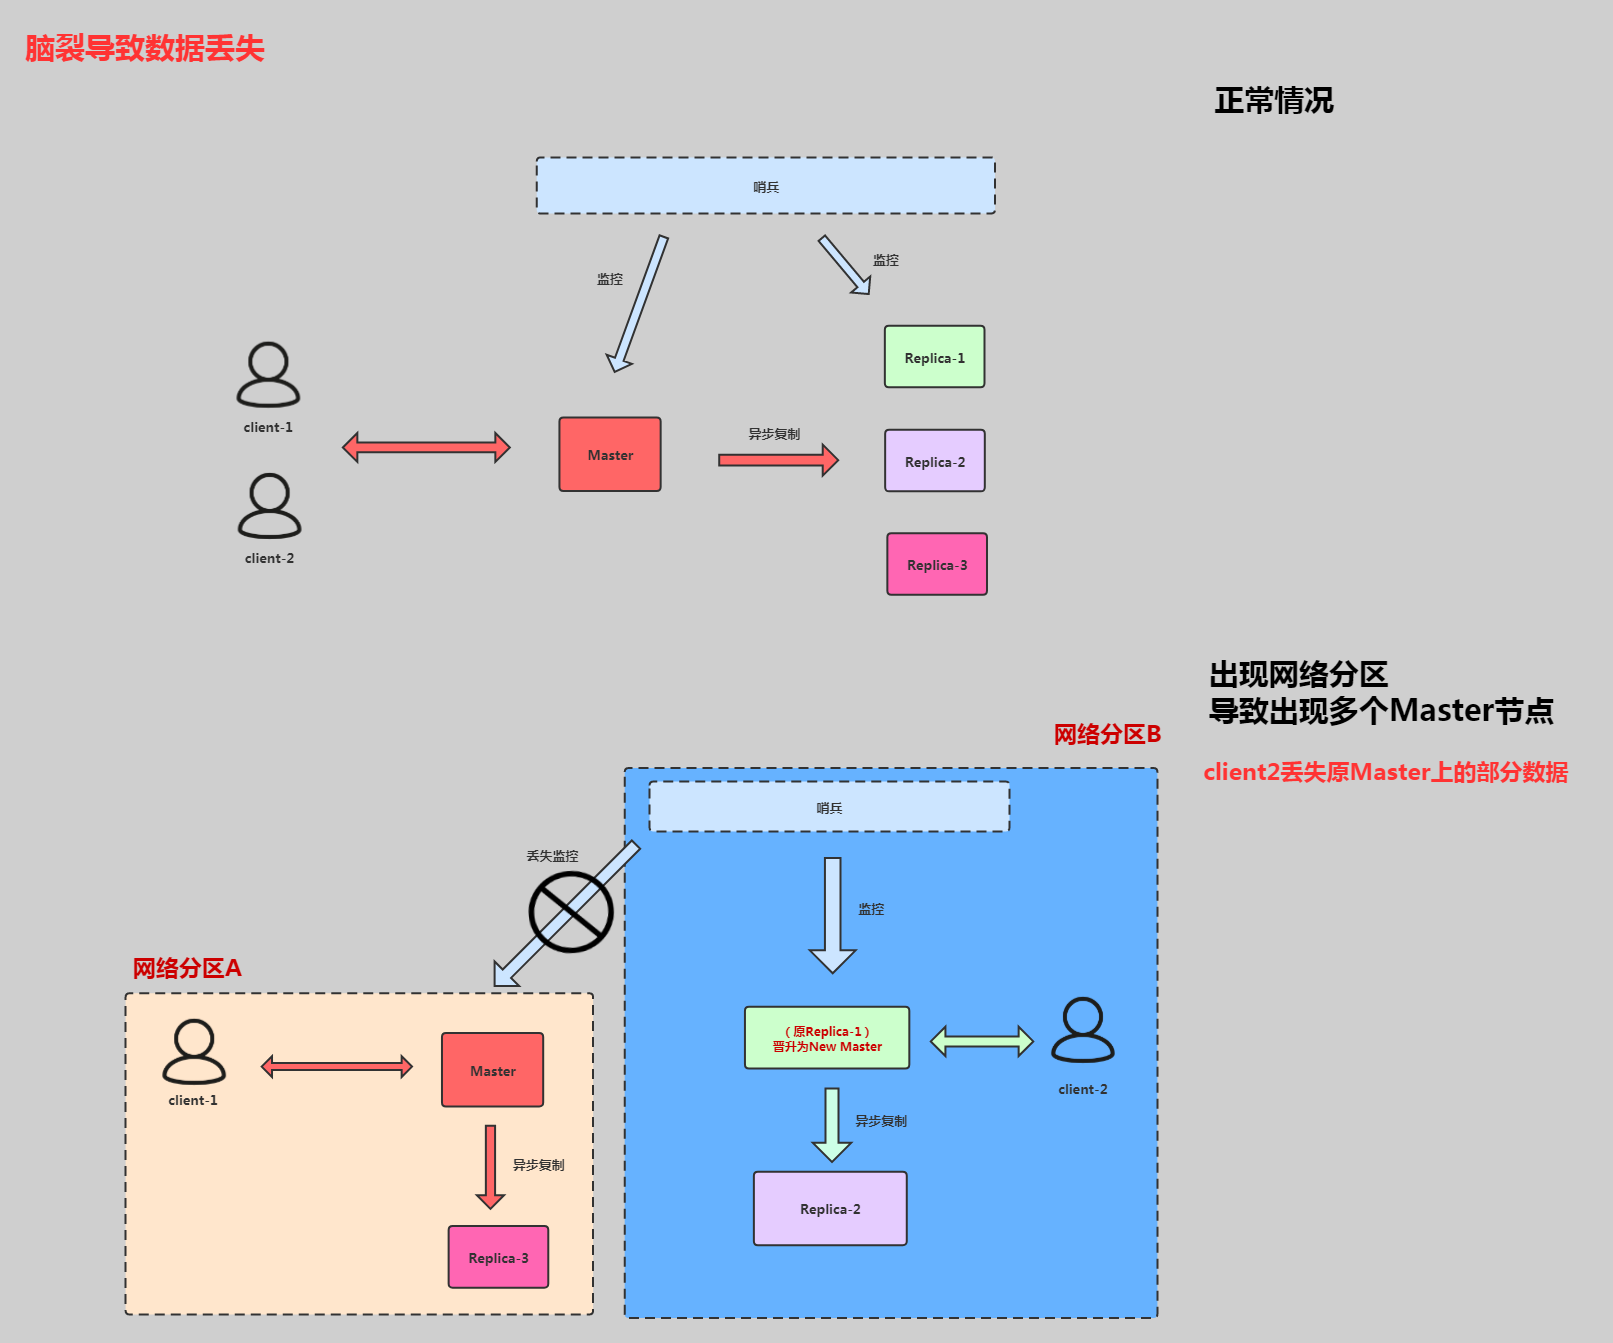 脑裂导致数据丢失
正常情况
哨兵
监控
监控
Replica-1
client-1
异步复制
Master
Replica-2
client-2
Replica-3
出现网络分区
导致出现多个Master节点
网络分区B
client2丢失原Master上的部分数据
哨兵
丢失监控
监控
网络分区A
（原Replica-1）
晋升为New Master
Master
client-1
client-2
异步复制
异步复制
Replica-2
Replica-3